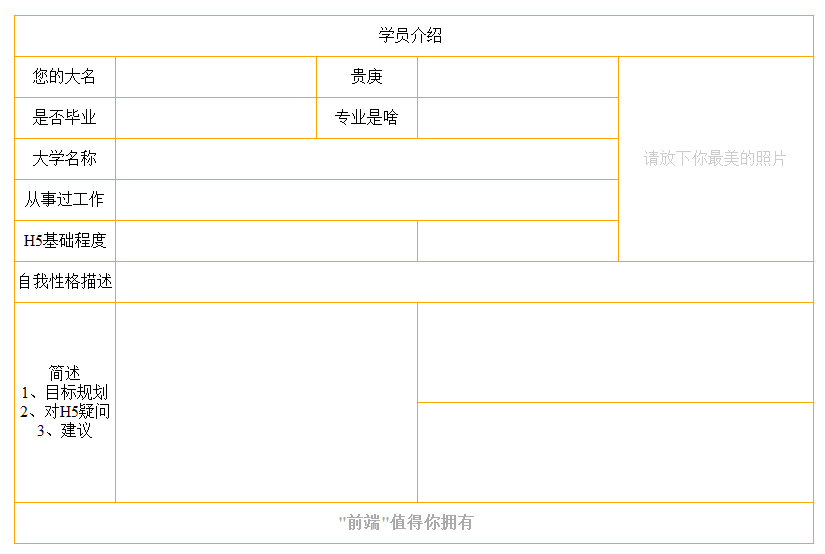 学员介绍
您的大名
贵庚
是否毕业
专业是啥
大学名称
请放下你最美的照片
从事过工作
H5基础程度
自我性格描述
简述
1、目标规划
2、对H5疑问
3、建议
"前端"值得你拥有